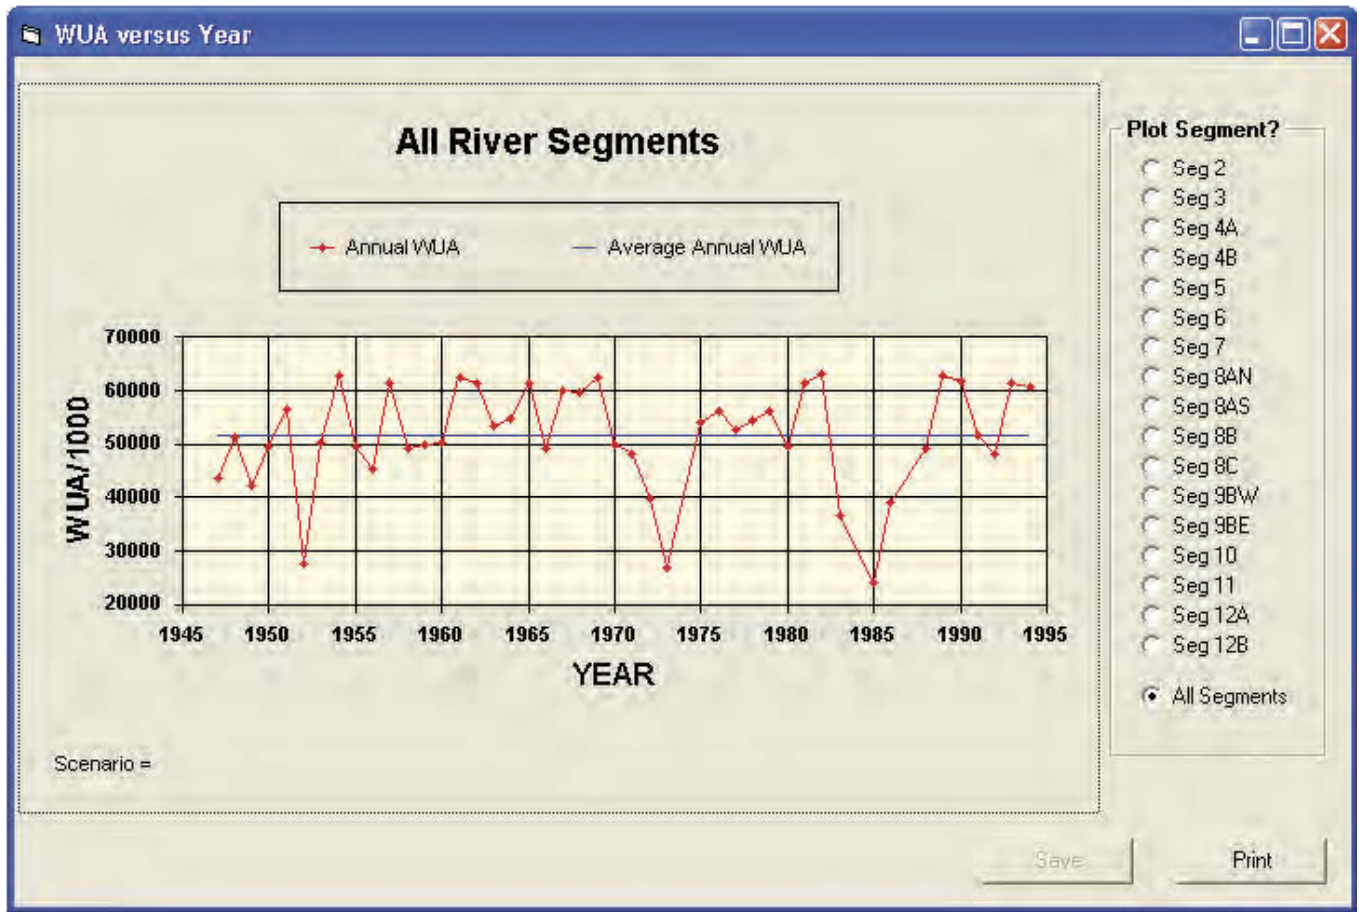 WUA versus Year
All River Segments
Annual WUA
Average Annual WUA
70000
60000
50000
40000
30000
20000
WUA/1000
1945 1950 1955 1960 1965 1970 1975 1980 1985 1990 1995
YEAR
Scenario =
Plot Segment?
Seg 2
Seg 3
Seg 4A
Seg 4B
Seg 5
Seg 6
Seg 7
Seg 8AN
Seg 8AS
Seg 8B
Seg 8C
Seg 9BW
Seg 9BE
Seg 10
Seg 11
Seg 12A
Seg 12B
All Segments
Save
Print